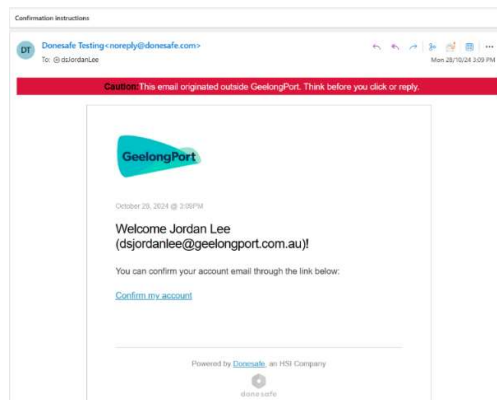 Confirmation instructions
DT
Donesafe Testing<noreply@donesafe.com>
To: dsJordanLee
Mon 28/10/24 3:09 PM
Caution:This email originated outside GeelongPort. Think before you click or reply.
GeelongPort
October 28, 2024 @ 3:08PM
Welcome Jordan Lee
(dsjordanlee@geelongport.com.au)!
You can confirm your account email through the link below:
Confirm my account
Powered by Donesafe, an HSI Company
donesafe